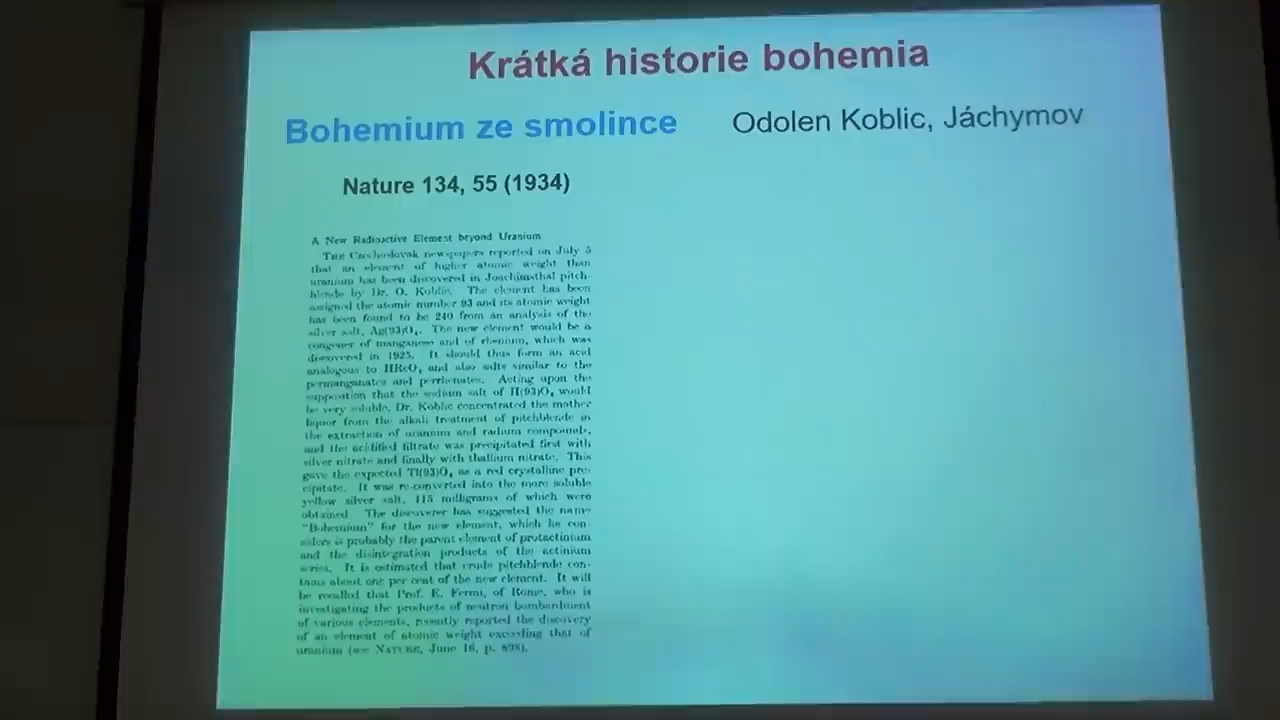 Krátká historie bohemia
Bohemium ze smolince
Odolen Koblic, Jáchymov
Nature 134, 55 (1934)
A New Radioactive Element beyond Uranium
THE Czechoslovak newspapers reported on July 5
that an element of higher atomic weight than
uranium has been discovered in Joachimsthal pitch-
blende by Dr. O. Koblic. The element has been
assigned the atomic number 93 and its atomic weight
has been found to be 240 from an analysis of the
silver salt, Ag(93)O₄. The new element would be a
congener of manganese and of rhenium, which was
discovered in 1925. It should thus form an acid
analogous to HReO₄ and also salts similar to the
permanganates and perrhenates. Acting upon the
supposition that the sodium salt of H(93)O₄ would
be very soluble, Dr. Koblic concentrated the mother
liquor from the alkali treatment of pitchblende in
the extraction of uranium and radium compounds,
and the acidified filtrate was precipitated first with
silver nitrate and finally with thallium nitrate. This
gave the expected Tl(93)O₄ as a red crystalline pre-
cipitate. It was re-converted into the more soluble
yellow silver salt, 115 milligrams of which were
obtained. The discoverer has suggested the name
"Bohemium" for the new element, which he con-
siders is probably the parent element of protactinium
and the disintegration products of the actinium
series. It is estimated that crude pitchblende con-
tains about one per cent of the new element. It will
be recalled that Prof. E. Fermi, of Rome, who is
investigating the products of neutron bombardment
of various elements, recently reported the discovery
of an element of atomic weight exceeding that of
uranium (see NATURE, June 16, p. 898).